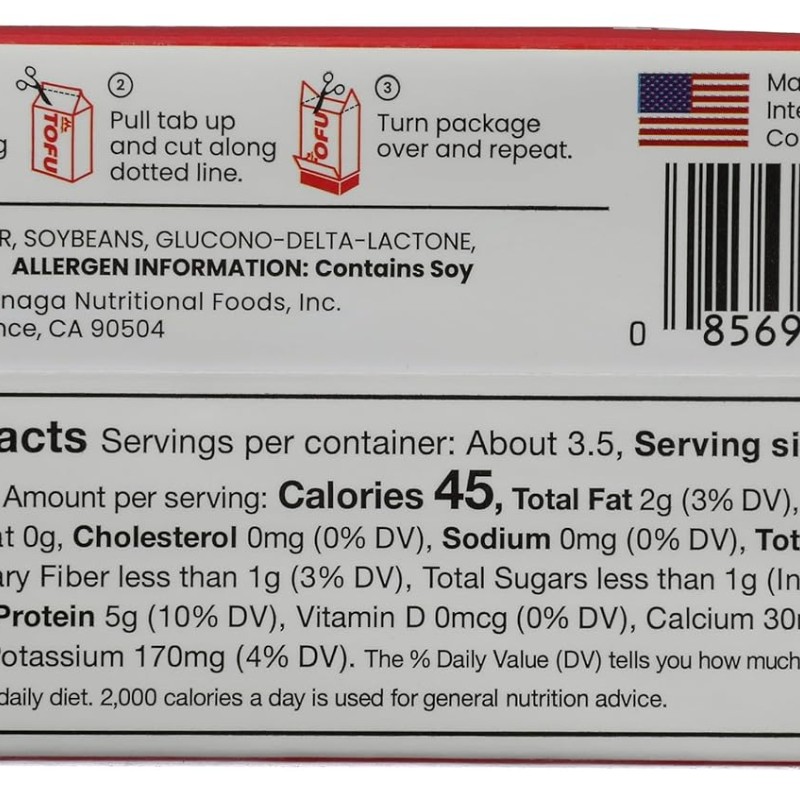 ②
Pull tab up
and cut along
dotted line.
TOFU
③
Turn package
over and repeat.
OFU
Ma
Inte
Co
g
R, SOYBEANS, GLUCONO-DELTA-LACTONE,
ALLERGEN INFORMATION: Contains Soy
naga Nutritional Foods, Inc.
nce, CA 90504
0 8569
acts Servings per container: About 3.5, Serving si
Amount per serving: Calories 45, Total Fat 2g (3% DV),
at 0g, Cholesterol 0mg (0% DV), Sodium 0mg (0% DV), Tot
ary Fiber less than 1g (3% DV), Total Sugars less than 1g (In
Protein 5g (10% DV), Vitamin D 0mcg (0% DV), Calcium 30m
Potassium 170mg (4% DV). The % Daily Value (DV) tells you how much
daily diet. 2,000 calories a day is used for general nutrition advice.